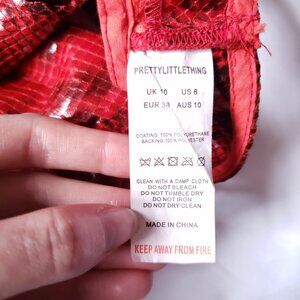 PRETTYLITTLETHING
UK 10 US 6
EUR 38 AUS 10
COATING: 100% POLYURETHANE
BACKING: 100% POLYESTER
CLEAN WITH A DAMP CLOTH
DO NOT BLEACH
DO NOT TUMBLE DRY
DO NOT IRON
DO NOT DRY CLEAN
MADE IN CHINA
KEEP AWAY FROM FIRE